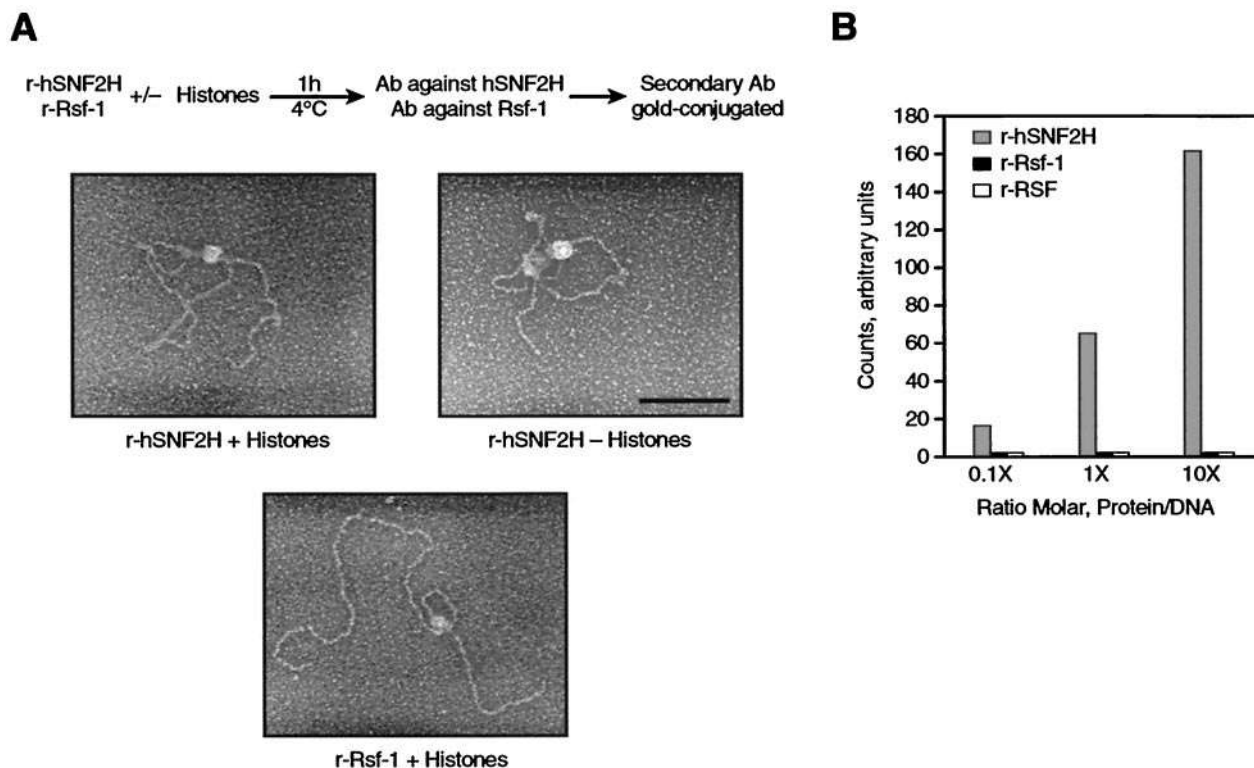 A
r-hSNF2H
r-Rsf-1
+/– Histones
1h
4°C
Ab against hSNF2H
Ab against Rsf-1
Secondary Ab
gold-conjugated
r-hSNF2H + Histones
r-hSNF2H – Histones
r-Rsf-1 + Histones
B
Counts, arbitrary units
180
160
140
120
100
80
60
40
20
0
r-hSNF2H
r-Rsf-1
r-RSF
0.1X
1X
10X
Ratio Molar, Protein/DNA